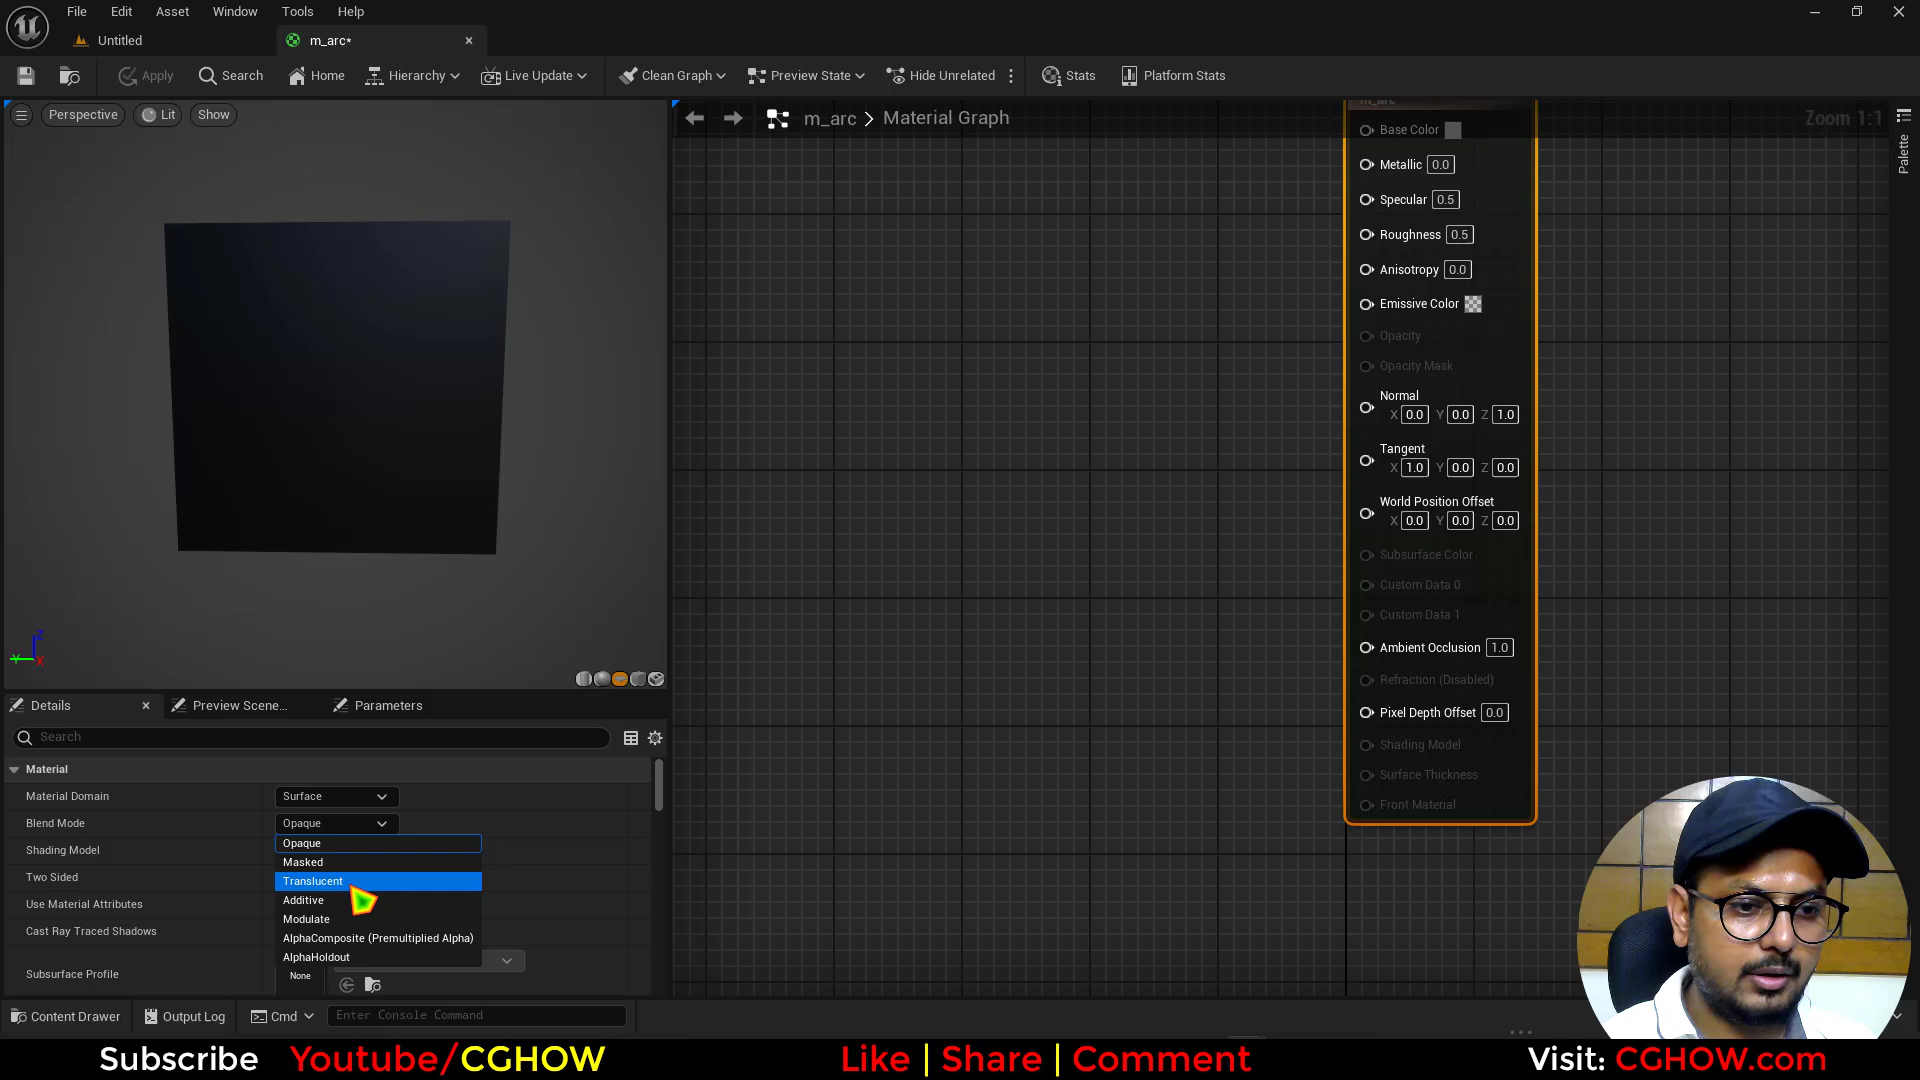 File Edit Asset Window Tools Help
Untitled m_arc*
Apply Search Home Hierarchy Live Update Clean Graph Preview State Hide Unrelated Stats Platform Stats
Perspective Lit Show
m_arc > Material Graph
Zoom 1:1
Palette
m_arc
Base Color
Metallic 0.0
Specular 0.5
Roughness 0.5
Anisotropy 0.0
Emissive Color
Opacity
Opacity Mask
Normal
X 0.0 Y 0.0 Z 1.0
Tangent
X 1.0 Y 0.0 Z 0.0
World Position Offset
X 0.0 Y 0.0 Z 0.0
Subsurface Color
Custom Data 0
Custom Data 1
Ambient Occlusion 1.0
Refraction (Disabled)
Pixel Depth Offset 0.0
Shading Model
Surface Thickness
Front Material
Z
Y X
Details Preview Scene... Parameters
Search
Material
Material Domain Surface
Blend Mode Opaque
Shading Model
Two Sided
Use Material Attributes
Cast Ray Traced Shadows
Subsurface Profile
Opaque
Masked
Translucent
Additive
Modulate
AlphaComposite (Premultiplied Alpha)
AlphaHoldout
None
Content Drawer Output Log Cmd Enter Console Command
Subscribe Youtube/CGHOW Like | Share | Comment Visit: CGHOW.com